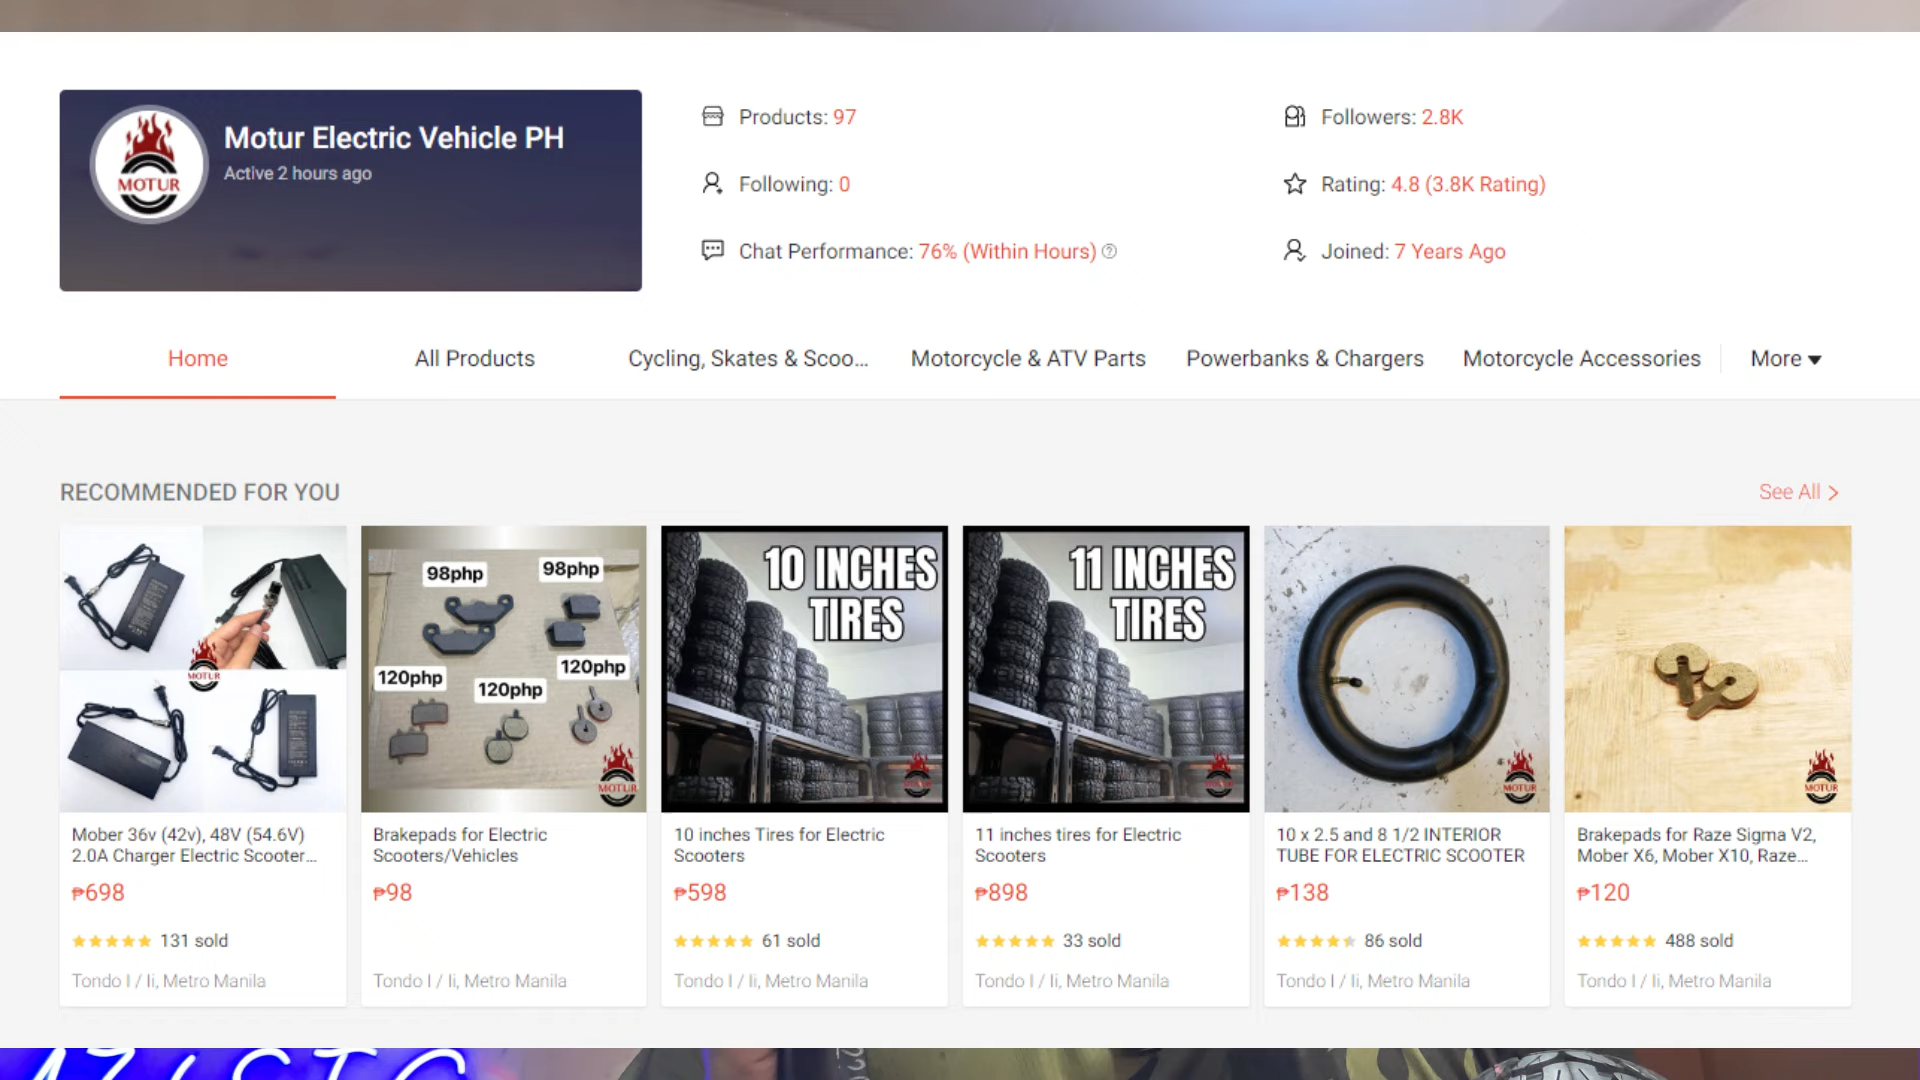 Motur Electric Vehicle PH
Active 2 hours ago
MOTUR
Products: 97
Followers: 2.8K
Following: 0
Rating: 4.8 (3.8K Rating)
Chat Performance: 76% (Within Hours)
Joined: 7 Years Ago
Home
All Products
Cycling, Skates & Scoo...
Motorcycle & ATV Parts
Powerbanks & Chargers
Motorcycle Accessories
More
RECOMMENDED FOR YOU
See All
MOTUR
Mober 36v (42v), 48V (54.6V)
2.0A Charger Electric Scooter...
₱698
131 sold
Tondo I / Ii, Metro Manila
98php
98php
120php
120php
120php
MOTUR
Brakepads for Electric
Scooters/Vehicles
₱98
Tondo I / Ii, Metro Manila
10 INCHES
TIRES
MOTUR
10 inches Tires for Electric
Scooters
₱598
61 sold
Tondo I / Ii, Metro Manila
11 INCHES
TIRES
MOTUR
11 inches tires for Electric
Scooters
₱898
33 sold
Tondo I / Ii, Metro Manila
MOTUR
10 x 2.5 and 8 1/2 INTERIOR
TUBE FOR ELECTRIC SCOOTER
₱138
86 sold
Tondo I / Ii, Metro Manila
MOTUR
Brakepads for Raze Sigma V2,
Mober X6, Mober X10, Raze...
₱120
488 sold
Tondo I / Ii, Metro Manila